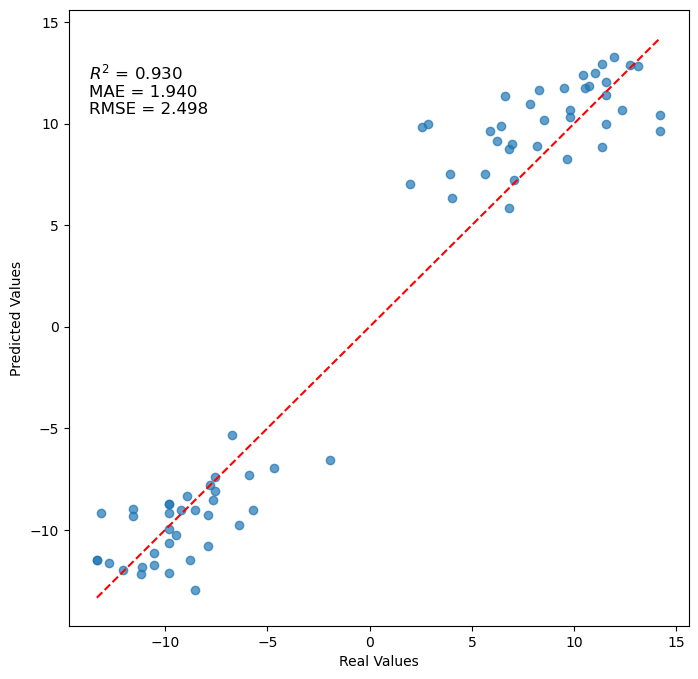 15
10
5
0
−5
−10
−10
−5
0
5
10
15
R² = 0.930
MAE = 1.940
RMSE = 2.498
Predicted Values
Real Values